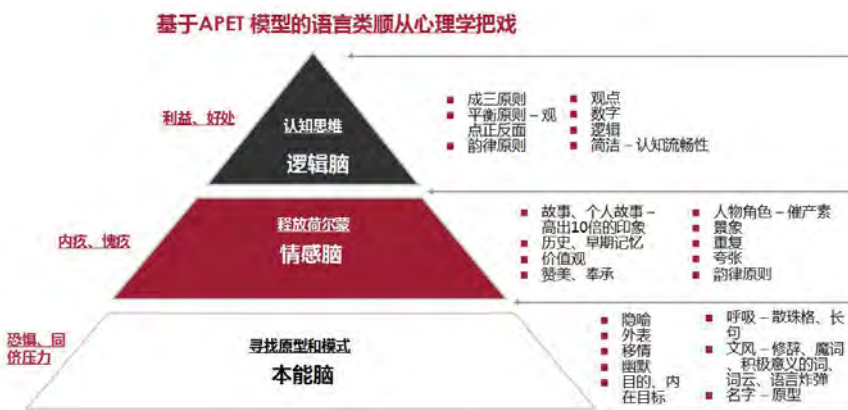 基于APET 模型的语言类顺从心理学把戏
利益、好处
认知思维
逻辑脑
成三原则
平衡原则 – 观
点正反面
韵律原则
观点
数字
逻辑
简洁 – 认知流畅性
内疚、愧疚
释放荷尔蒙
情感脑
故事、个人故事 –
高出10倍的印象
历史、早期记忆
价值观
赞美、奉承
人物角色 – 催产素
景象
重复
夸张
韵律原则
恐惧、同
侪压力
寻找原型和模式
本能脑
隐喻
外表
移情
幽默
目的、内
在目标
呼吸 – 散珠格、长
句
文风 – 修辞、魔词
、积极意义的词、
词云、语言炸弹
名字 – 原型